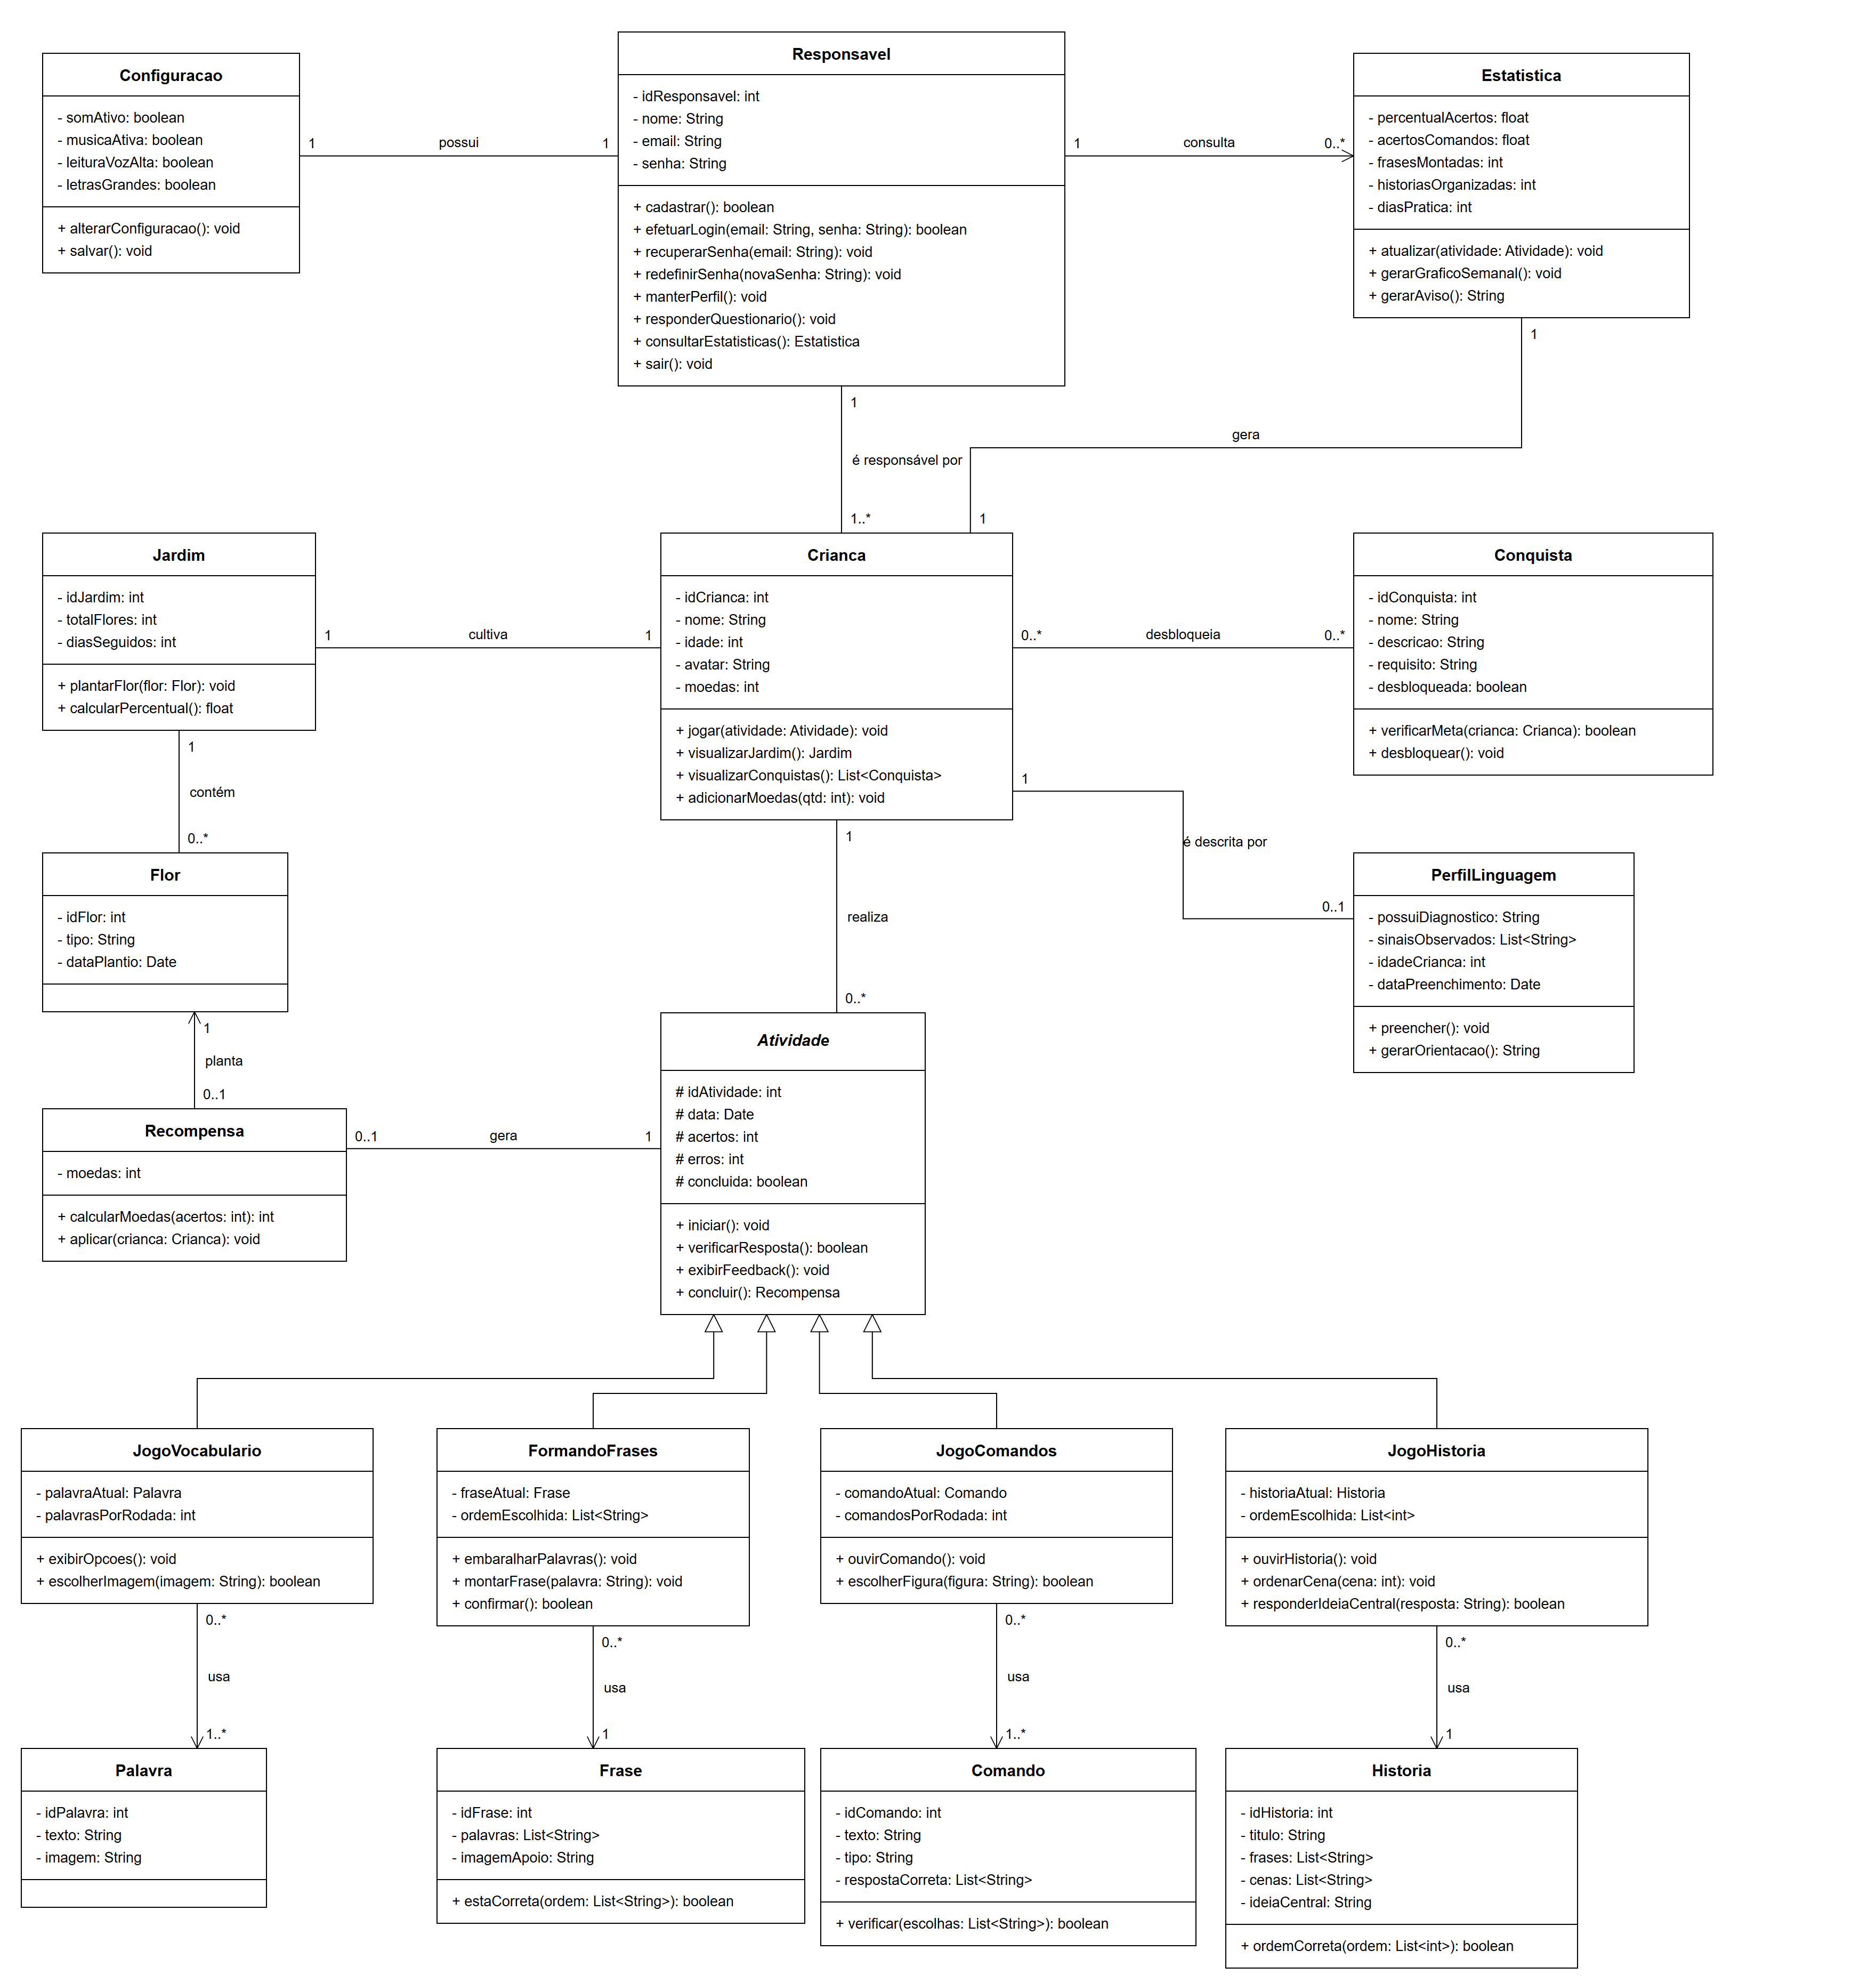 Configuracao
- somAtivo: boolean
- musicaAtiva: boolean
- leituraVozAlta: boolean
- letrasGrandes: boolean
+ alterarConfiguracao(): void
+ salvar(): void
1
possui
1
Responsavel
- idResponsavel: int
- nome: String
- email: String
- senha: String
+ cadastrar(): boolean
+ efetuarLogin(email: String, senha: String): boolean
+ recuperarSenha(email: String): void
+ redefinirSenha(novaSenha: String): void
+ manterPerfil(): void
+ responderQuestionario(): void
+ consultarEstatisticas(): Estatistica
+ sair(): void
1
consulta
0..*
Estatistica
- percentualAcertos: float
- acertosComandos: float
- frasesMontadas: int
- historiasOrganizadas: int
- diasPratica: int
+ atualizar(atividade: Atividade): void
+ gerarGraficoSemanal(): void
+ gerarAviso(): String
1
gera
1
1
é responsável por
1..*
Jardim
- idJardim: int
- totalFlores: int
- diasSeguidos: int
+ plantarFlor(flor: Flor): void
+ calcularPercentual(): float
1
cultiva
1
Crianca
- idCrianca: int
- nome: String
- idade: int
- avatar: String
- moedas: int
+ jogar(atividade: Atividade): void
+ visualizarJardim(): Jardim
+ visualizarConquistas(): List<Conquista>
+ adicionarMoedas(qtd: int): void
0..*
desbloqueia
0..*
Conquista
- idConquista: int
- nome: String
- descricao: String
- requisito: String
- desbloqueada: boolean
+ verificarMeta(crianca: Crianca): boolean
+ desbloquear(): void
1
contém
0..*
1
é descrita por
0..1
Flor
- idFlor: int
- tipo: String
- dataPlantio: Date
1
realiza
0..*
PerfilLinguagem
- possuiDiagnostico: String
- sinaisObservados: List<String>
- idadeCrianca: int
- dataPreenchimento: Date
+ preencher(): void
+ gerarOrientacao(): String
1
planta
0..1
Recompensa
- moedas: int
+ calcularMoedas(acertos: int): int
+ aplicar(crianca: Crianca): void
0..1
gera
1
Atividade
# idAtividade: int
# data: Date
# acertos: int
# erros: int
# concluida: boolean
+ iniciar(): void
+ verificarResposta(): boolean
+ exibirFeedback(): void
+ concluir(): Recompensa
JogoVocabulario
- palavraAtual: Palavra
- palavrasPorRodada: int
+ exibirOpcoes(): void
+ escolherImagem(imagem: String): boolean
FormandoFrases
- fraseAtual: Frase
- ordemEscolhida: List<String>
+ embaralharPalavras(): void
+ montarFrase(palavra: String): void
+ confirmar(): boolean
JogoComandos
- comandoAtual: Comando
- comandosPorRodada: int
+ ouvirComando(): void
+ escolherFigura(figura: String): boolean
JogoHistoria
- historiaAtual: Historia
- ordemEscolhida: List<int>
+ ouvirHistoria(): void
+ ordenarCena(cena: int): void
+ responderIdeiaCentral(resposta: String): boolean
0..*
usa
1..*
0..*
usa
1
0..*
usa
1..*
0..*
usa
1
Palavra
- idPalavra: int
- texto: String
- imagem: String
Frase
- idFrase: int
- palavras: List<String>
- imagemApoio: String
+ estaCorreta(ordem: List<String>): boolean
Comando
- idComando: int
- texto: String
- tipo: String
- respostaCorreta: List<String>
+ verificar(escolhas: List<String>): boolean
Historia
- idHistoria: int
- titulo: String
- frases: List<String>
- cenas: List<String>
- ideiaCentral: String
+ ordemCorreta(ordem: List<int>): boolean